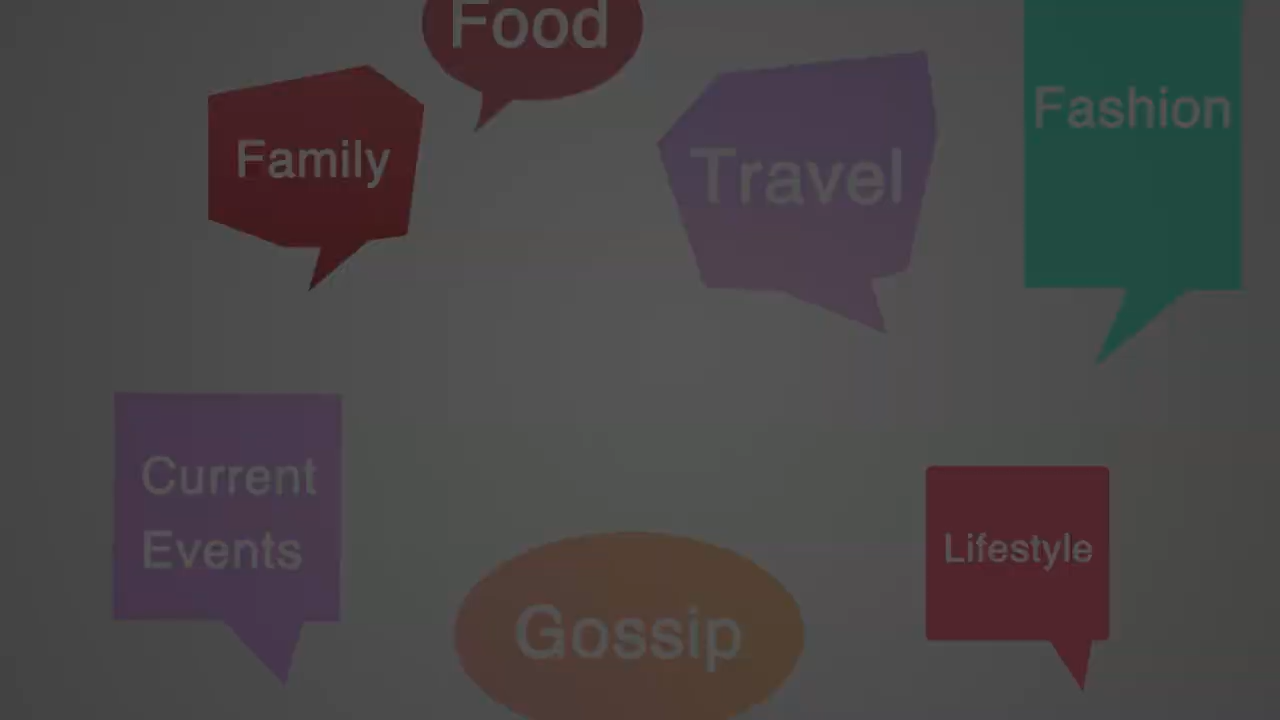 Food
Family
Travel
Fashion
Current
Events
Gossip
Lifestyle